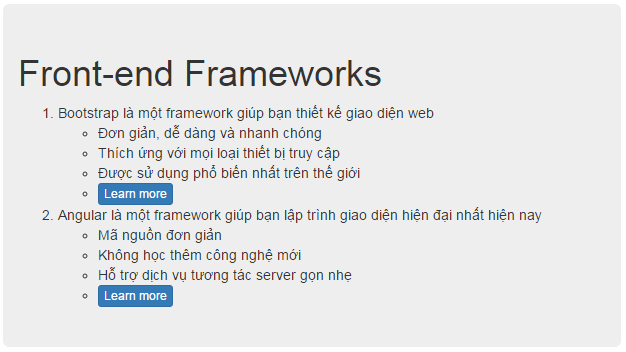 Front-end Frameworks
1. Bootstrap là một framework giúp bạn thiết kế giao diện web
Đơn giản, dễ dàng và nhanh chóng
Thích ứng với mọi loại thiết bị truy cập
Được sử dụng phổ biến nhất trên thế giới
Learn more
2. Angular là một framework giúp bạn lập trình giao diện hiện đại nhất hiện nay
Mã nguồn đơn giản
Không học thêm công nghệ mới
Hỗ trợ dịch vụ tương tác server gọn nhẹ
Learn more